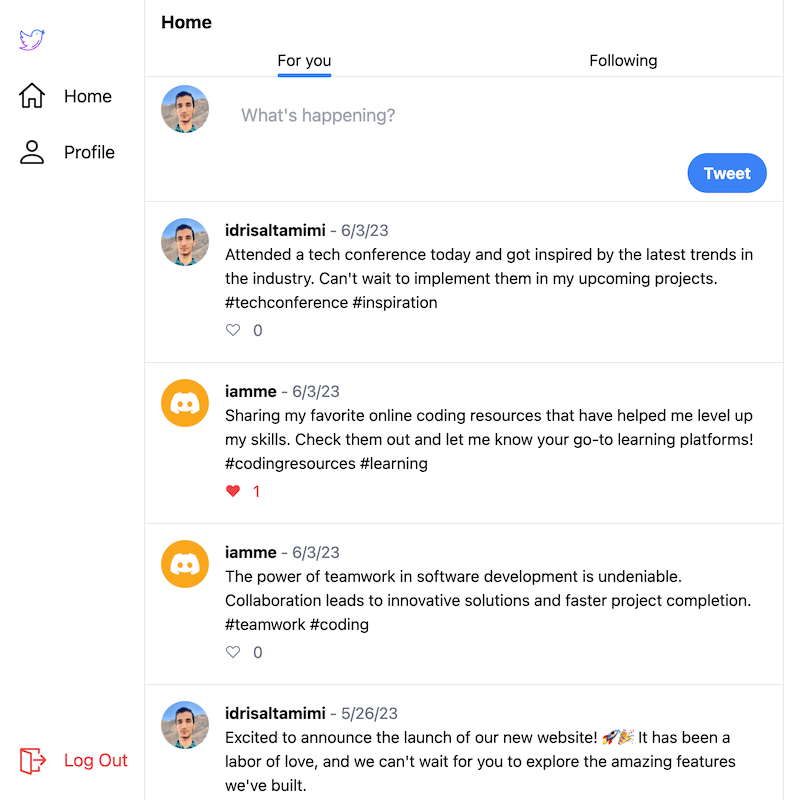 Home
For you
Following
Home
Profile
What's happening?
Tweet
idrisaltamimi - 6/3/23
Attended a tech conference today and got inspired by the latest trends in
the industry. Can't wait to implement them in my upcoming projects.
#techconference #inspiration
0
iamme - 6/3/23
Sharing my favorite online coding resources that have helped me level up
my skills. Check them out and let me know your go-to learning platforms!
#codingresources #learning
1
iamme - 6/3/23
The power of teamwork in software development is undeniable.
Collaboration leads to innovative solutions and faster project completion.
#teamwork #coding
0
idrisaltamimi - 5/26/23
Excited to announce the launch of our new website! 🚀🎉 It has been a
labor of love, and we can't wait for you to explore the amazing features
we've built.
Log Out